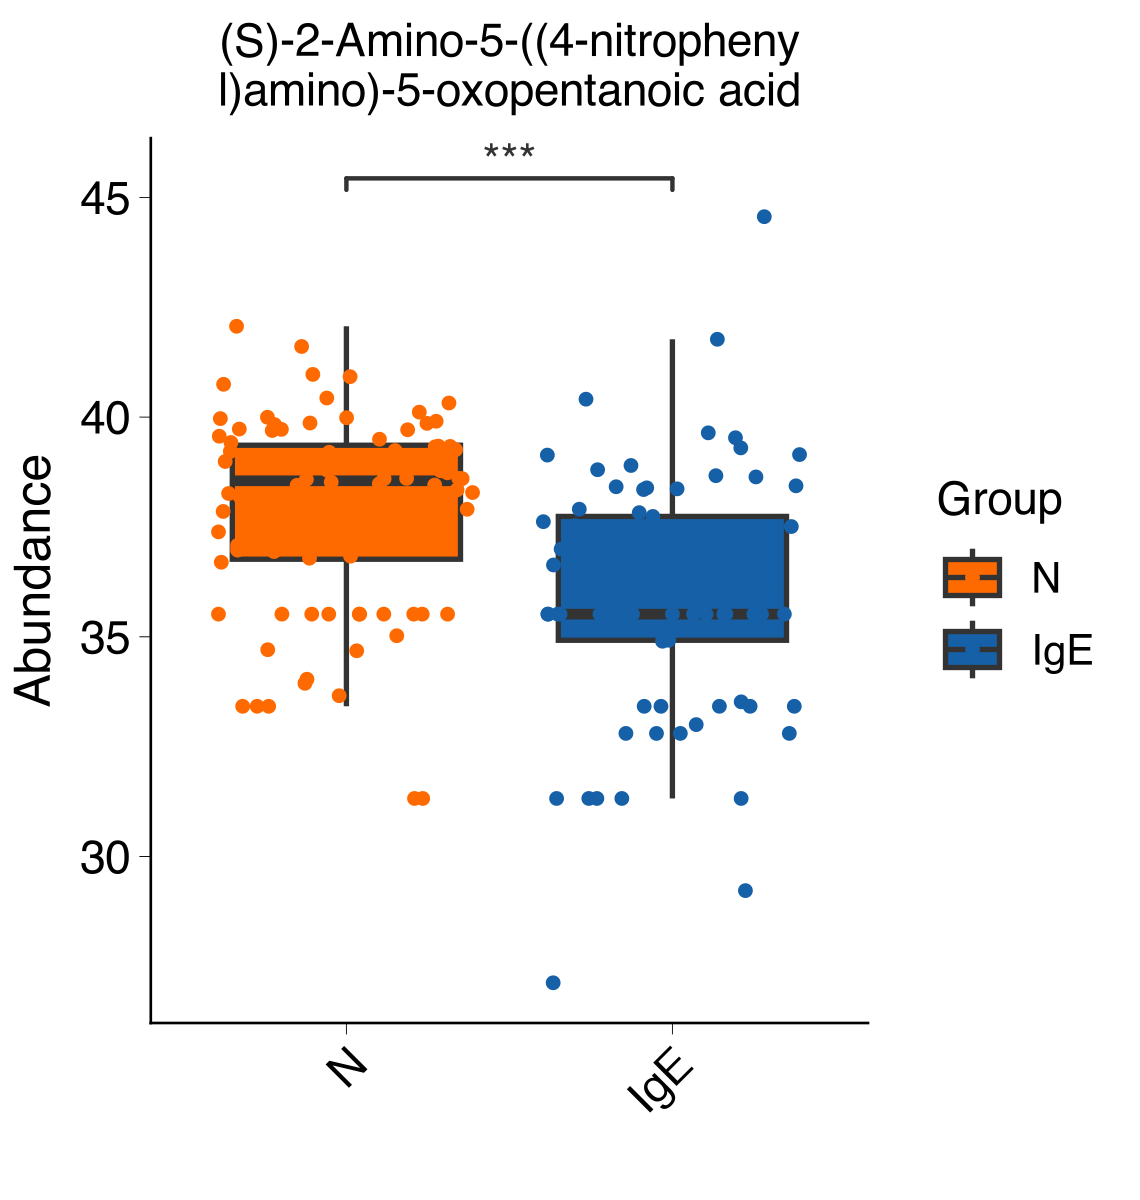 (S)-2-Amino-5-((4-nitropheny
l)amino)-5-oxopentanoic acid
***
45
40
35
30
Abundance
N
IgE
Group
N
IgE